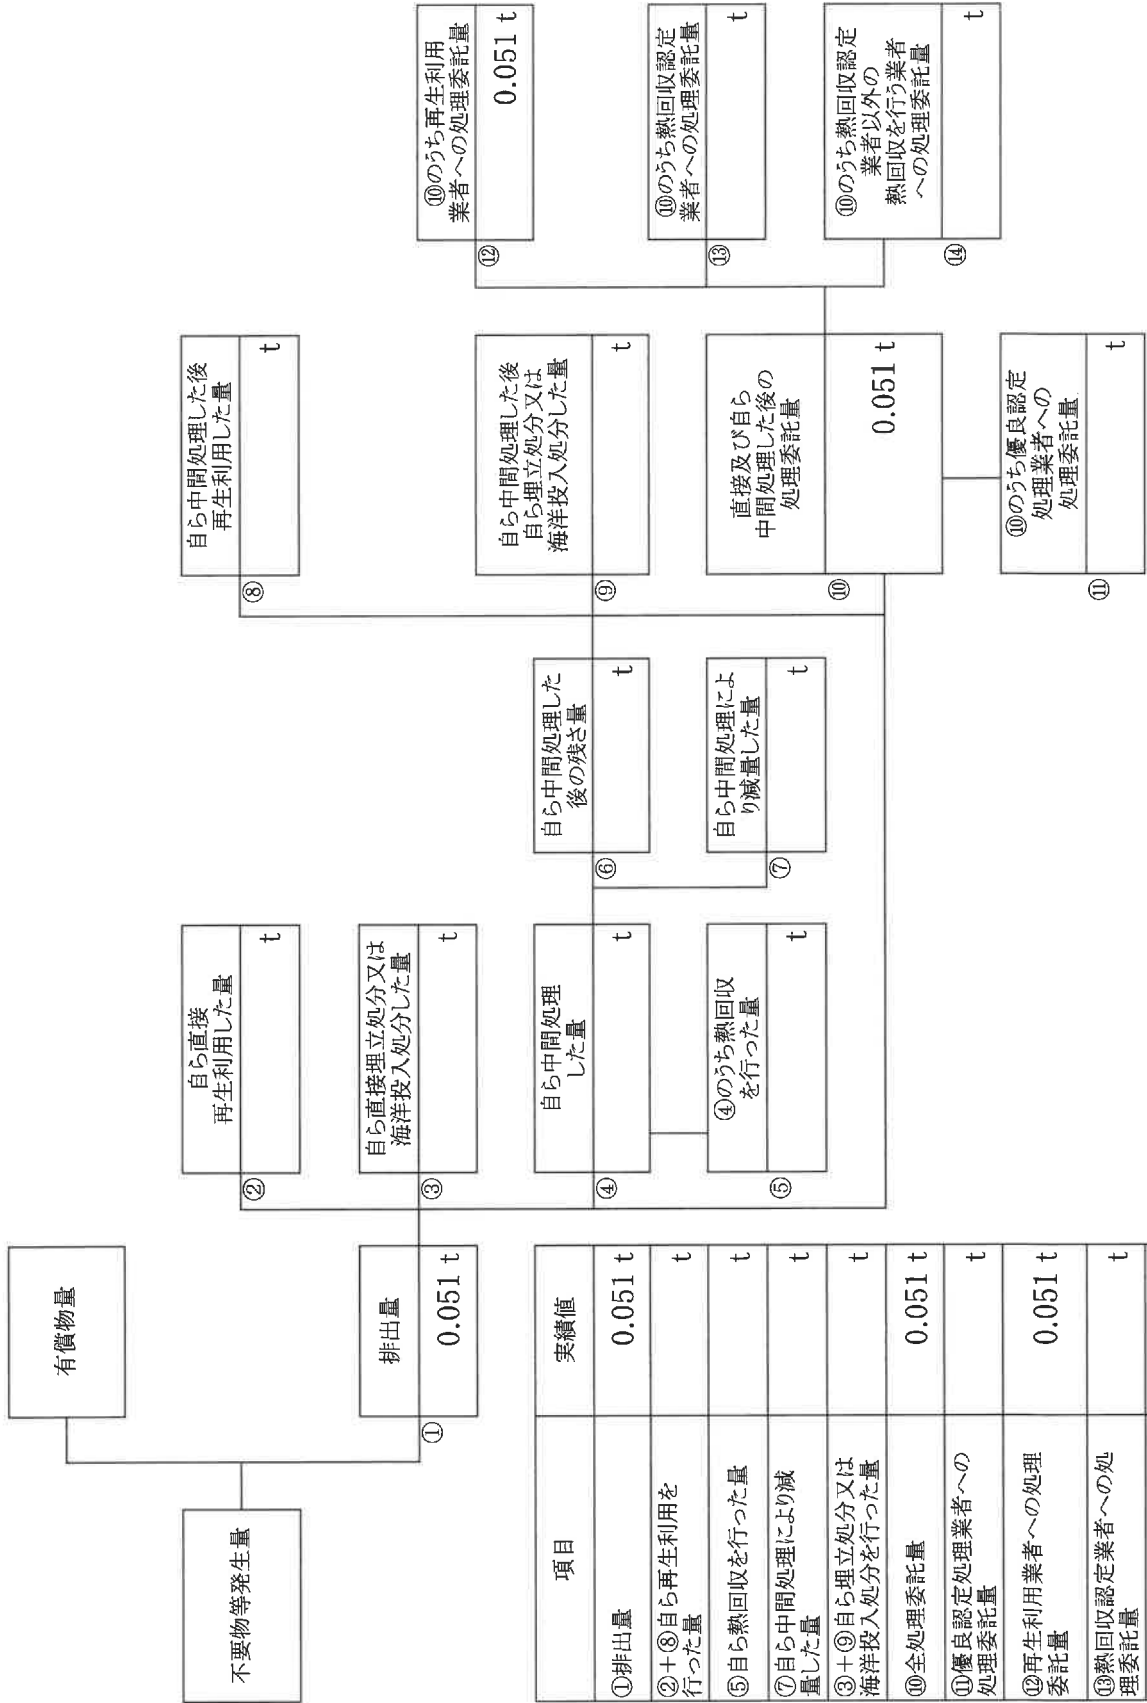 不要物等発生量
有償物量
①
排出量
0.051 t
②
自ら直接
再生利用した量
t
③
自ら直接埋立処分又は
海洋投入処分した量
t
④
自ら中間処理
した量
t
⑤
④のうち熱回収
を行った量
t
⑥
自ら中間処理した
後の残さ量
t
⑦
自ら中間処理によ
り減量した量
t
⑧
自ら中間処理した後
再生利用した量
t
⑨
自ら中間処理した後
自ら埋立処分又は
海洋投入処分した量
t
⑩
直接及び自ら
中間処理した後の
処理委託量
0.051 t
⑪
⑩のうち優良認定
処理業者への
処理委託量
t
⑫
⑩のうち再生利用
業者への処理委託量
0.051 t
⑬
⑩のうち熱回収認定
業者への処理委託量
t
⑭
⑩のうち熱回収認定
業者以外の
熱回収を行う業者
への処理委託量
t
項目
実績値
①排出量
0.051 t
②+⑧自ら再生利用を
行った量
t
⑤自ら熱回収を行った量
t
⑦自ら中間処理により減
量した量
t
③+⑨自ら埋立処分又は
海洋投入処分を行った量
t
⑩全処理委託量
0.051 t
⑪優良認定処理業者への
処理委託量
t
⑫再生利用業者への処理
委託量
0.051 t
⑬熱回収認定業者への処
理委託量
t